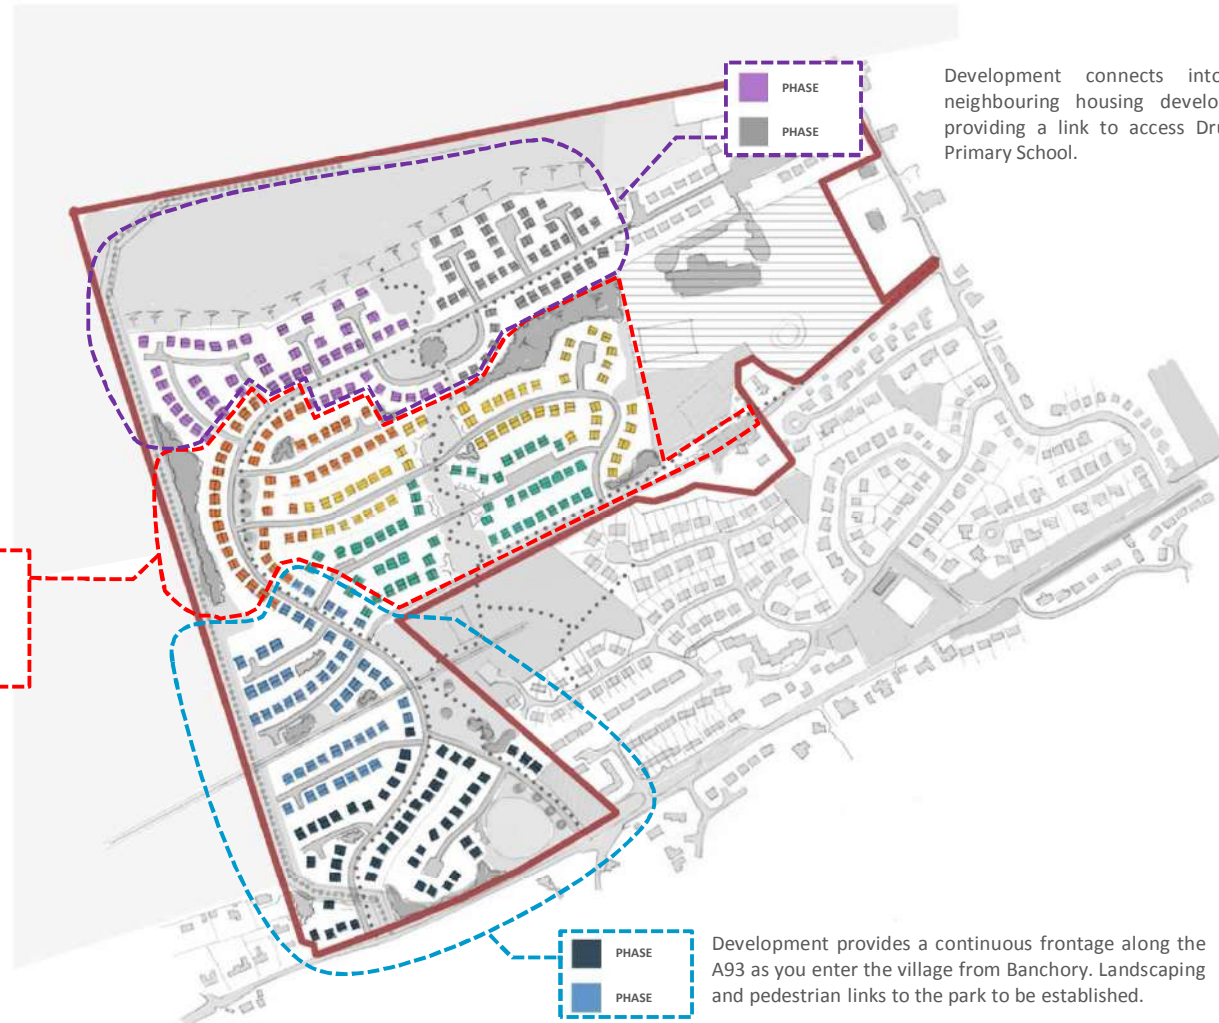 PHASE
PHASE
Development connects into
neighbouring housing develo
providing a link to access Dr
Primary School.
PHASE
PHASE
Development provides a continuous frontage along the
A93 as you enter the village from Banchory. Landscaping
and pedestrian links to the park to be established.